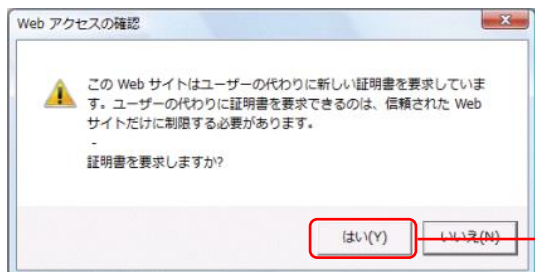 Web アクセスの確認
この Web サイトはユーザーの代わりに新しい証明書を要求していま
す。ユーザーの代わりに証明書を要求できるのは、信頼された Web
サイトだけに制限する必要があります。
-
証明書を要求しますか?
はい(Y) いいえ(N)